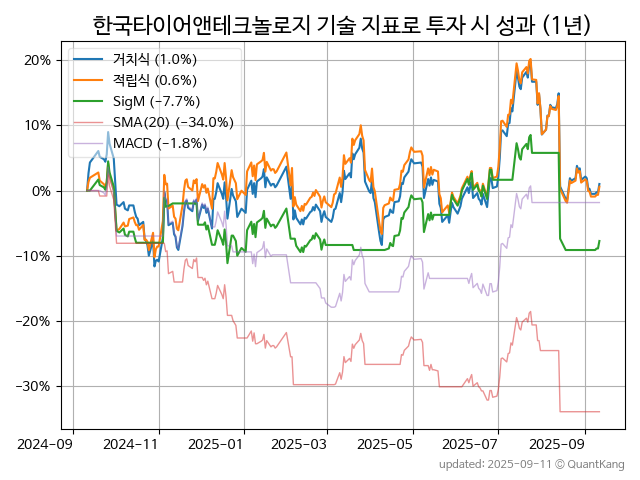 한국타이어앤테크놀로지 기술 지표로 투자 시 성과 (1년)
20%
10%
0%
−10%
−20%
−30%
거치식 (1.0%)
적립식 (0.6%)
SigM (−7.7%)
SMA(20) (−34.0%)
MACD (−1.8%)
2024-09
2024-11
2025-01
2025-03
2025-05
2025-07
2025-09
updated: 2025-09-11 © QuantKang